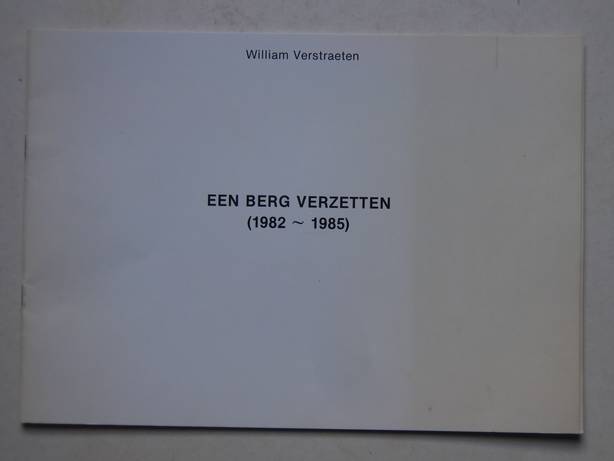 William Verstraeten
EEN BERG VERZETTEN
(1982 ~ 1985)